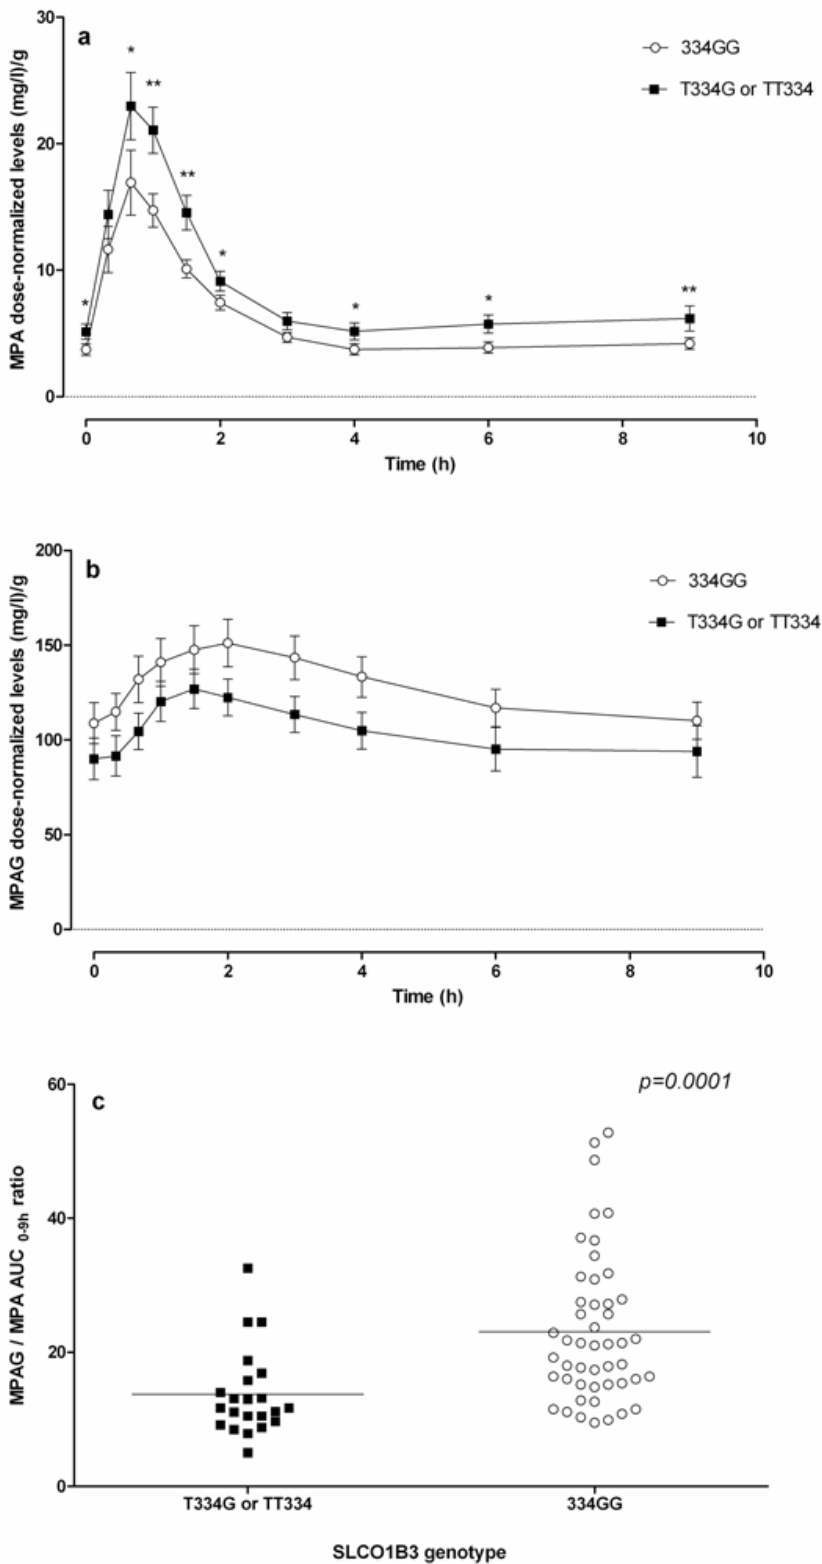 a
334GG
T334G or TT334
MPA dose-normalized levels (mg/l)/g
30
20
10
0
* * ** ** * * * **
0 2 4 6 8 10
Time (h)
b
334GG
T334G or TT334
MPAG dose-normalized levels (mg/l)/g
200
150
100
50
0
0 2 4 6 8 10
Time (h)
c
p=0.0001
MPAG / MPA AUC 0-9h ratio
60
40
20
0
T334G or TT334 334GG
SLCO1B3 genotype